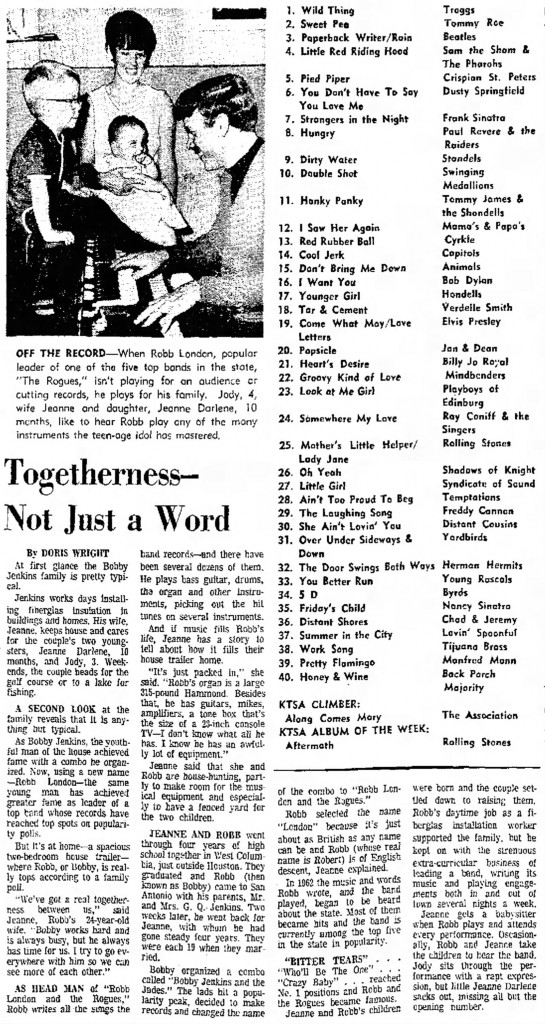 OFF THE RECORD—When Robb London, popular
leader of one of the five top bands in the state,
"The Rogues," isn't playing for an audience or
cutting records, he plays for his family. Jody, 4,
wife Jeanne and daughter, Jeanne Darlene, 10
months, like to hear Robb play any of the many
instruments the teen-age idol has mastered.
Togetherness—
Not Just a Word
By DORIS WRIGHT
At first glance the Bobby
Jenkins family is pretty typi-
cal.
Jenkins works days install-
ing fiberglas insulation in
buildings and homes. His wife,
Jeanne, keeps house and cares
for the couple's two young-
sters, Jeanne Darlene, 10
months, and Jody, 3. Week-
ends, the couple heads for the
golf course or to a lake for
fishing.
A SECOND LOOK at the
family reveals that it is any-
thing but typical.
As Bobby Jenkins, the youth-
ful man of the house achieved
fame with a combo he organ-
ized. Now, using a new name
—Robb London—the same
young man has achieved
greater fame as leader of a
top band whose records have
reached top spots on populari-
ty polls.
But it's at home—a spacious
two-bedroom house trailer—
where Robb, or Bobby, is real-
ly tops according to a family
poll.
"We've got a real together-
ness between us," said
Jeanne, Robb's 24-year-old
wife. "Bobby works hard and
is always busy, but he always
has time for us. I try to go ev-
erywhere with him so we can
see more of each other."
AS HEAD MAN of "Robb
London and the Rogues,"
Robb writes all the songs the
band records—and there have
been several dozens of them.
He plays bass guitar, drums,
the organ and other instru-
ments, picking out the hit
tunes on several instruments.
And if music fills Robb's
life, Jeanne has a story to
tell about how it fills their
house trailer home.
"It's just packed in," she
said. "Robb's organ is a large
315-pound Hammond. Besides
that, he has guitars, mikes,
amplifiers, a tone box that's
the size of a 23-inch console
TV—I don't know what all he
has. I know he has an awful-
ly lot of equipment."
Jeanne said that she and
Robb are house-hunting, part-
ly to make room for the mus-
ical equipment and especial-
ly to have a fenced yard for
the two children.
JEANNE AND ROBB went
through four years of high
school together in West Colum-
bia, just outside Houston. They
graduated and Robb (then
known as Bobby) came to San
Antonio with his parents, Mr.
and Mrs. G. Q. Jenkins. Two
weeks later, he went back for
Jeanne, with whom he had
gone steady four years. They
were each 19 when they mar-
ried.
Bobby organized a combo
called "Bobby Jenkins and the
Jades." The lads hit a popu-
larity peak, decided to make
records and changed the name
1. Wild Thing Troggs
2. Sweet Pea Tommy Roe
3. Paperback Writer/Rain Beatles
4. Little Red Riding Hood Sam the Sham &
The Pharohs
5. Pied Piper Crispian St. Peters
6. You Don't Have To Say Dusty Springfield
You Love Me
7. Strangers in the Night Frank Sinatra
8. Hungry Paul Revere & the
Raiders
9. Dirty Water Standels
10. Double Shot Swinging
Medallions
11. Hanky Panky Tommy James &
the Shondells
12. I Saw Her Again Mama's & Papa's
13. Red Rubber Ball Cyrkle
14. Cool Jerk Capitols
15. Don't Bring Me Down Animals
16. I Want You Bob Dylan
17. Younger Girl Hondells
18. Tar & Cement Verdelle Smith
19. Come What May/Love Elvis Presley
Letters
20. Popsicle Jan & Dean
21. Heart's Desire Billy Jo Royal
22. Groovy Kind of Love Mindbenders
23. Look at Me Girl Playboys of
Edinburg
24. Somewhere My Love Ray Coniff & the
Singers
25. Mother's Little Helper/ Rolling Stones
Lady Jane
26. Oh Yeah Shadows of Knight
27. Little Girl Syndicate of Sound
28. Ain't Too Proud To Beg Temptations
29. The Laughing Song Freddy Cannan
30. She Ain't Lovin' You Distant Cousins
31. Over Under Sideways & Yardbirds
Down
32. The Door Swings Both Ways Herman Hermits
33. You Better Run Young Rascals
34. 5 D Byrds
35. Friday's Child Nancy Sinatra
36. Distant Shores Chad & Jeremy
37. Summer in the City Lovin' Spoonful
38. Work Song Tijuana Brass
39. Pretty Flamingo Manfred Mann
40. Honey & Wine Back Porch
Majority
KTSA CLIMBER:
Along Comes Mary The Association
KTSA ALBUM OF THE WEEK:
Aftermath Rolling Stones
of the combo to "Robb Lon-
don and the Rogues."
Robb selected the name
"London" because it's just
about as British as any name
can be and Robb (whose real
name is Robert) is of English
descent, Jeanne explained.
In 1962 the music and words
Robb wrote, and the band
played, began to be heard
about the state. Most of them
became hits and the band is
currently among the top five
in the state in popularity.
"BITTER TEARS" . . .
"Who'll Be The One" . . .
"Crazy Baby" . . . reached
No. 1 positions and Robb and
the Rogues became famous.
Jeanne and Robb's children
were born and the couple set-
tled down to raising them.
Robb's daytime job as a fi-
berglas installation worker
supported the family, but he
kept on with the strenuous
extra-curricular business of
leading a band, writing its
music and playing engage-
ments both in and out of
town several nights a week.
Jeanne gets a babysitter
when Robb plays and attends
every performance. Occasion-
ally, Robb and Jeanne take
the children to hear the band.
Jody sits through the per-
formance with a rapt expres-
sion, but little Jeanne Darlene
sacks out, missing all but the
opening number.